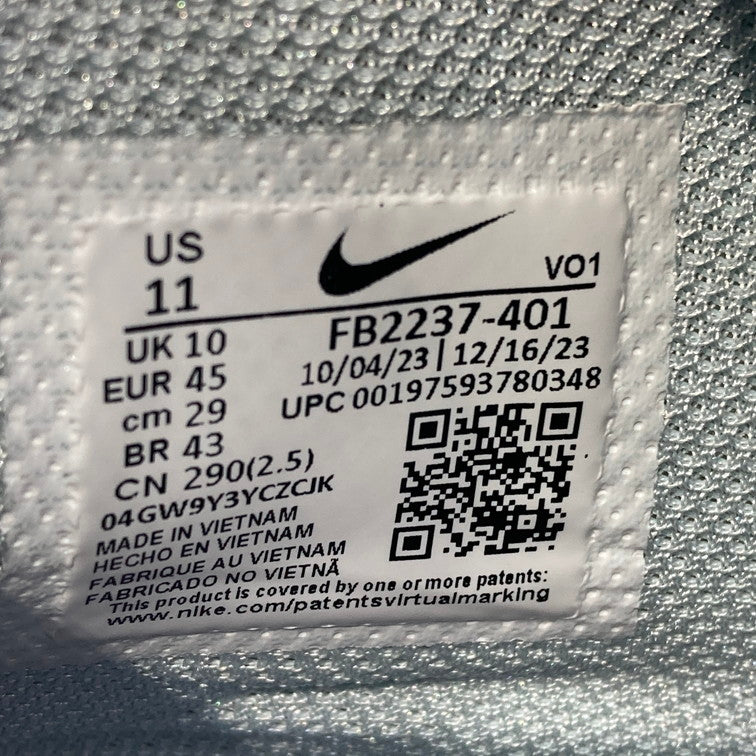 US
11
VO1
UK 10
EUR 45
cm 29
BR 43
CN 290(2.5)
FB2237-401
10/04/23 | 12/16/23
UPC 00197593780348
04GW9Y3YCZCJK
MADE IN VIETNAM
HECHO EN VIETNAM
FABRIQUE AU VIETNAM
FABRICADO NO VIETNÃ
This product is covered by one or more patents:
www.nike.com/patentsvirtualmarking